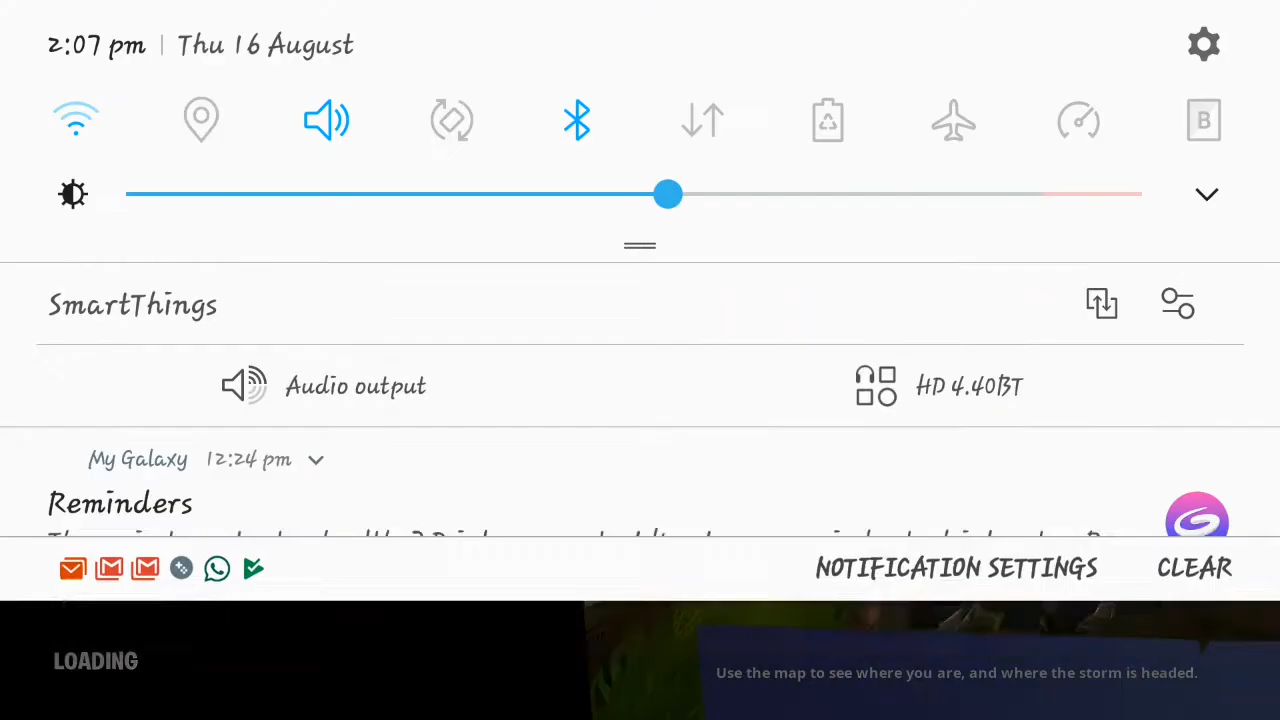 2:07 pm | Thu 16 August
B
SmartThings
Audio output
HD 4.40BT
My Galaxy 12:24 pm
Reminders
NOTIFICATION SETTINGS
CLEAR
LOADING
Use the map to see where you are, and where the storm is headed.